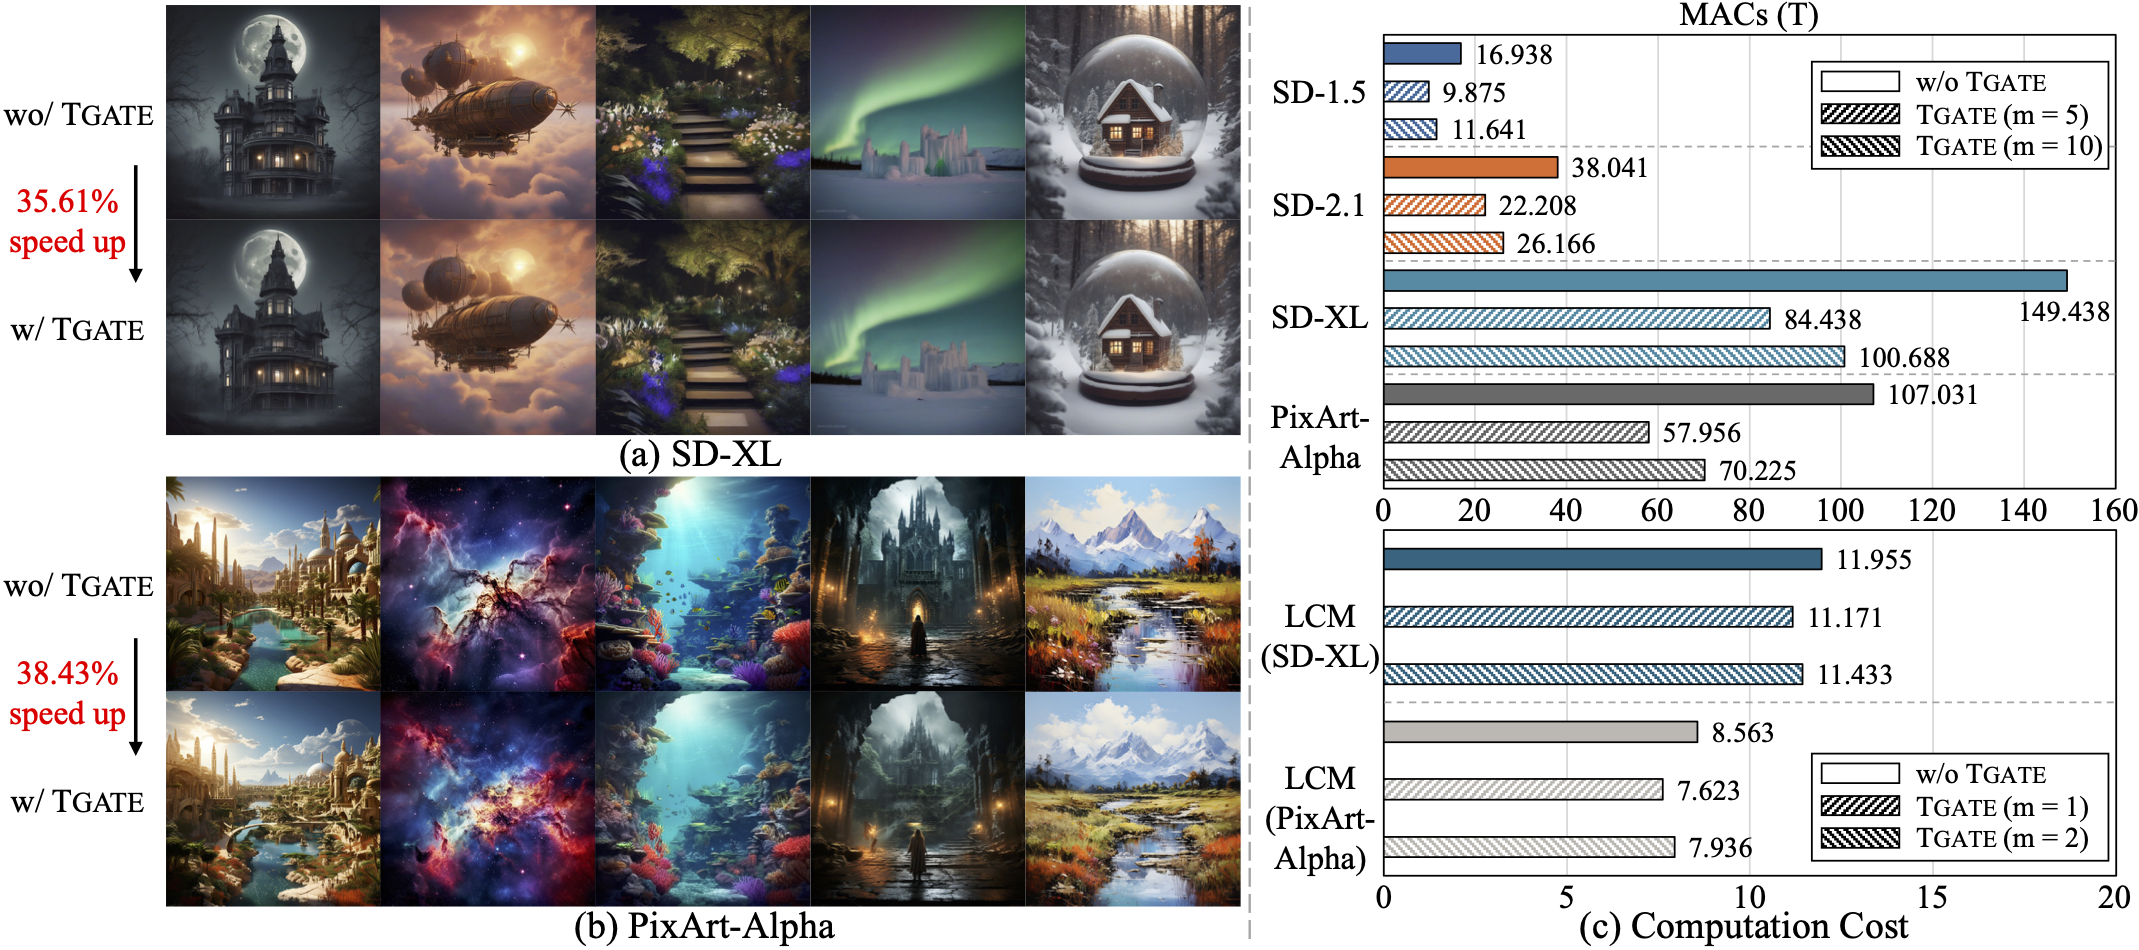 wo/ TGATE
35.61%
speed up
w/ TGATE
(a) SD-XL
wo/ TGATE
38.43%
speed up
w/ TGATE
(b) PixArt-Alpha
MACs (T)
SD-1.5
16.938
9.875
11.641
w/o TGATE
TGATE (m = 5)
TGATE (m = 10)
SD-2.1
38.041
22.208
26.166
SD-XL
149.438
84.438
100.688
PixArt-
Alpha
107.031
57.956
70.225
0 20 40 60 80 100 120 140 160
LCM
(SD-XL)
11.955
11.171
11.433
LCM
(PixArt-
Alpha)
8.563
7.623
7.936
w/o TGATE
TGATE (m = 1)
TGATE (m = 2)
0 5 10 15 20
(c) Computation Cost